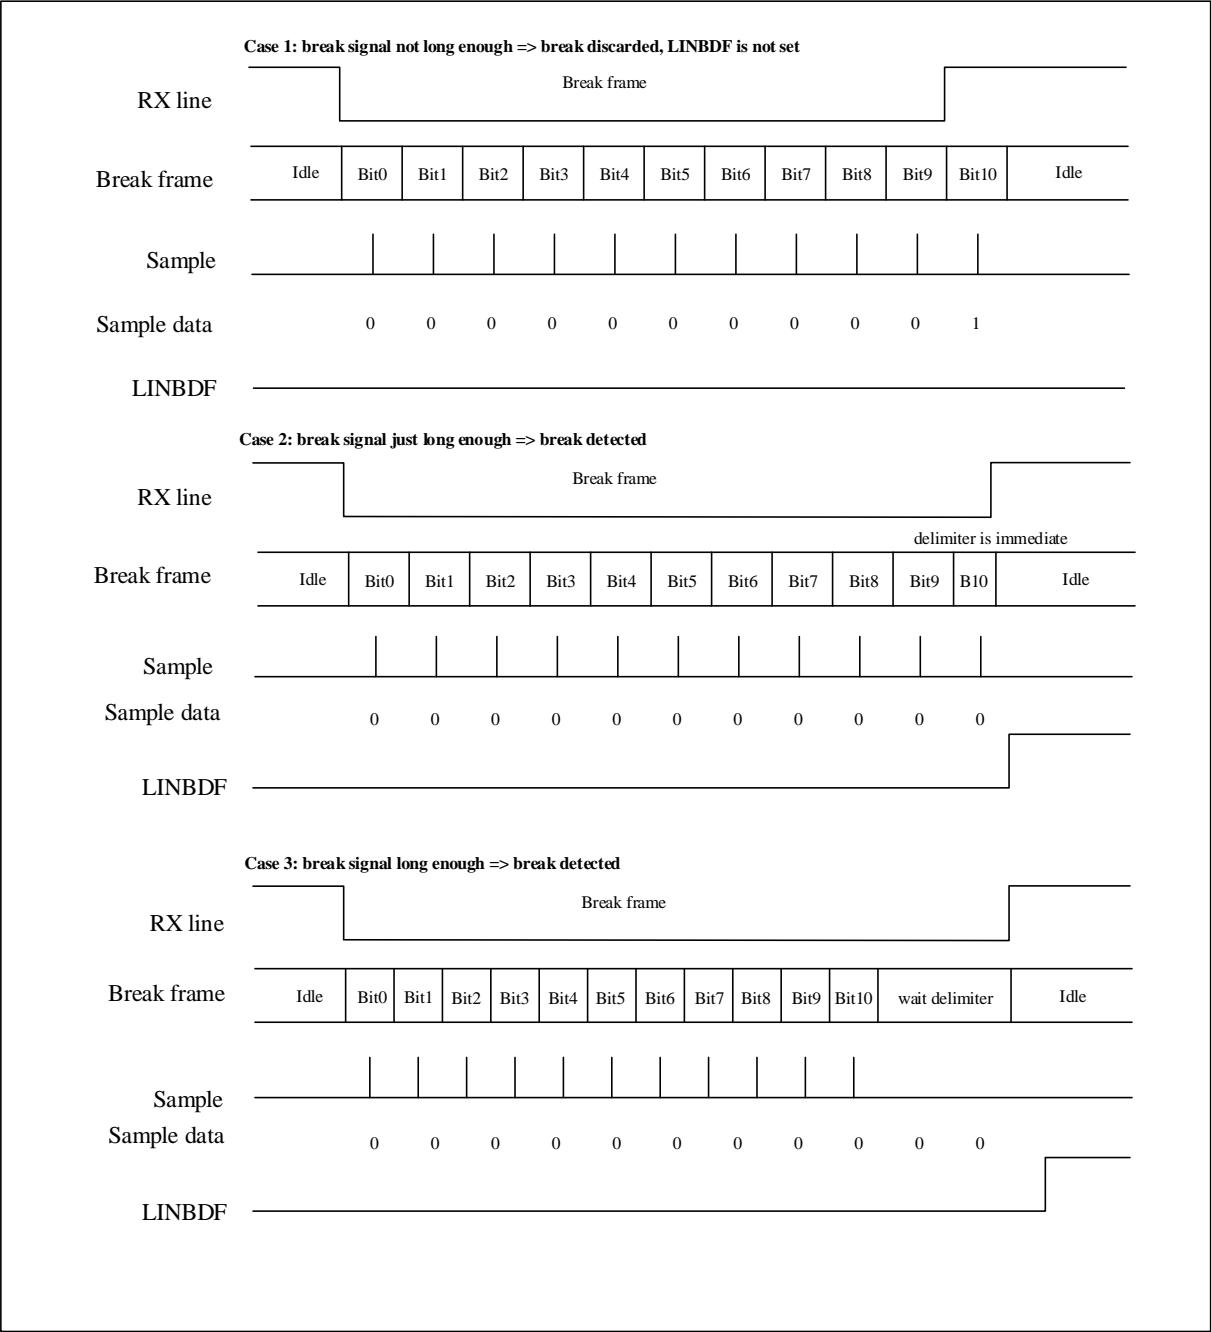 Case 1: break signal not long enough => break discarded, LINBDF is not set
RX line
Break frame
Break frame
Idle Bit0 Bit1 Bit2 Bit3 Bit4 Bit5 Bit6 Bit7 Bit8 Bit9 Bit10 Idle
Sample
Sample data
0 0 0 0 0 0 0 0 0 0 1
LINBDF
Case 2: break signal just long enough => break detected
RX line
Break frame
delimiter is immediate
Break frame
Idle Bit0 Bit1 Bit2 Bit3 Bit4 Bit5 Bit6 Bit7 Bit8 Bit9 B10 Idle
Sample
Sample data
0 0 0 0 0 0 0 0 0 0 0
LINBDF
Case 3: break signal long enough => break detected
RX line
Break frame
Break frame
Idle Bit0 Bit1 Bit2 Bit3 Bit4 Bit5 Bit6 Bit7 Bit8 Bit9 Bit10 wait delimiter Idle
Sample
Sample data
0 0 0 0 0 0 0 0 0 0 0
LINBDF